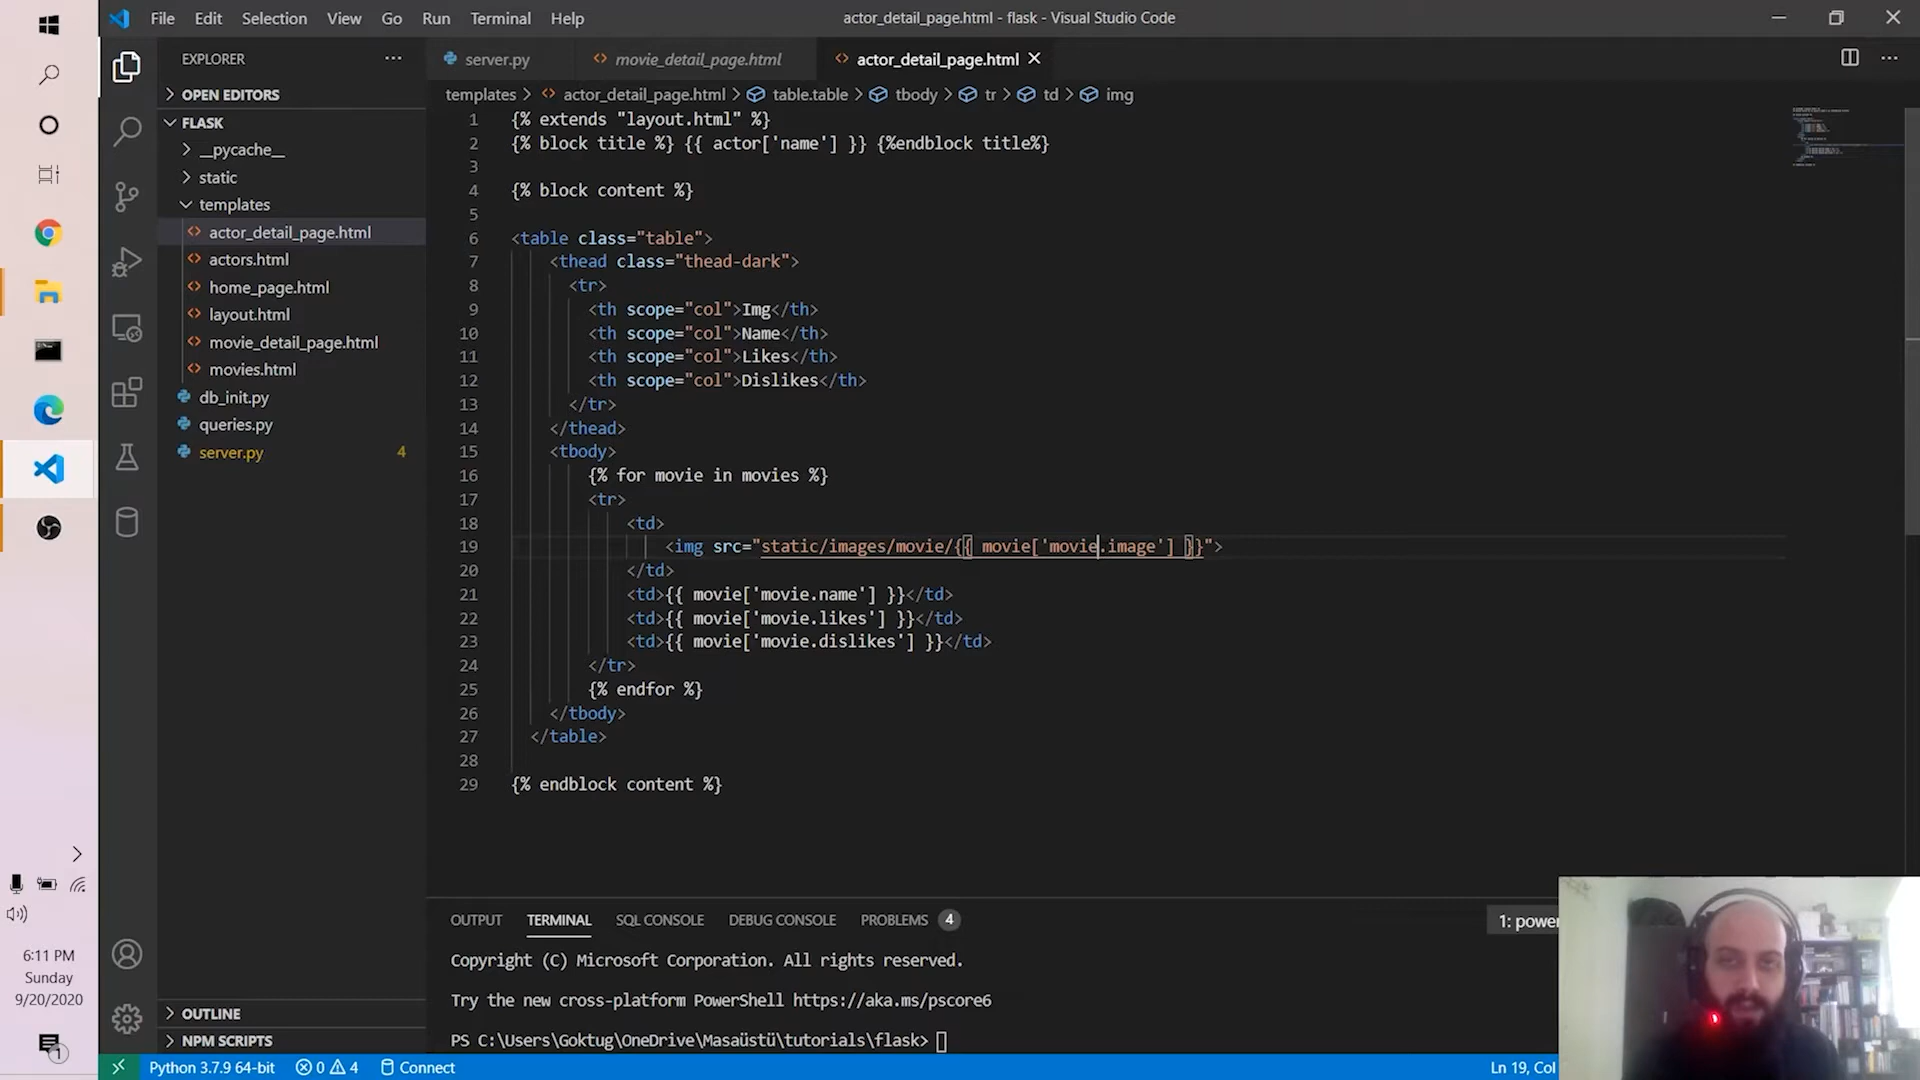 File Edit Selection View Go Run Terminal Help
actor_detail_page.html - flask - Visual Studio Code
EXPLORER
OPEN EDITORS
FLASK
__pycache__
static
templates
actor_detail_page.html
actors.html
home_page.html
layout.html
movie_detail_page.html
movies.html
db_init.py
queries.py
server.py 4
OUTLINE
NPM SCRIPTS
server.py movie_detail_page.html actor_detail_page.html
templates > actor_detail_page.html > table.table > tbody > tr > td > img
1 {% extends "layout.html" %}
2 {% block title %} {{ actor['name'] }} {%endblock title%}
3
4 {% block content %}
5
6 <table class="table">
7 <thead class="thead-dark">
8 <tr>
9 <th scope="col">Img</th>
10 <th scope="col">Name</th>
11 <th scope="col">Likes</th>
12 <th scope="col">Dislikes</th>
13 </tr>
14 </thead>
15 <tbody>
16 {% for movie in movies %}
17 <tr>
18 <td>
19 <img src="static/images/movie/{{ movie['movie.image'] }}">
20 </td>
21 <td>{{ movie['movie.name'] }}</td>
22 <td>{{ movie['movie.likes'] }}</td>
23 <td>{{ movie['movie.dislikes'] }}</td>
24 </tr>
25 {% endfor %}
26 </tbody>
27 </table>
28
29 {% endblock content %}
OUTPUT TERMINAL SQL CONSOLE DEBUG CONSOLE PROBLEMS 4
1: power
Copyright (C) Microsoft Corporation. All rights reserved.
Try the new cross-platform PowerShell https://aka.ms/pscore6
PS C:\Users\Goktug\OneDrive\Masaüstü\tutorials\flask>
6:11 PM
Sunday
9/20/2020
1
Python 3.7.9 64-bit 0 4 Connect
Ln 19, Col